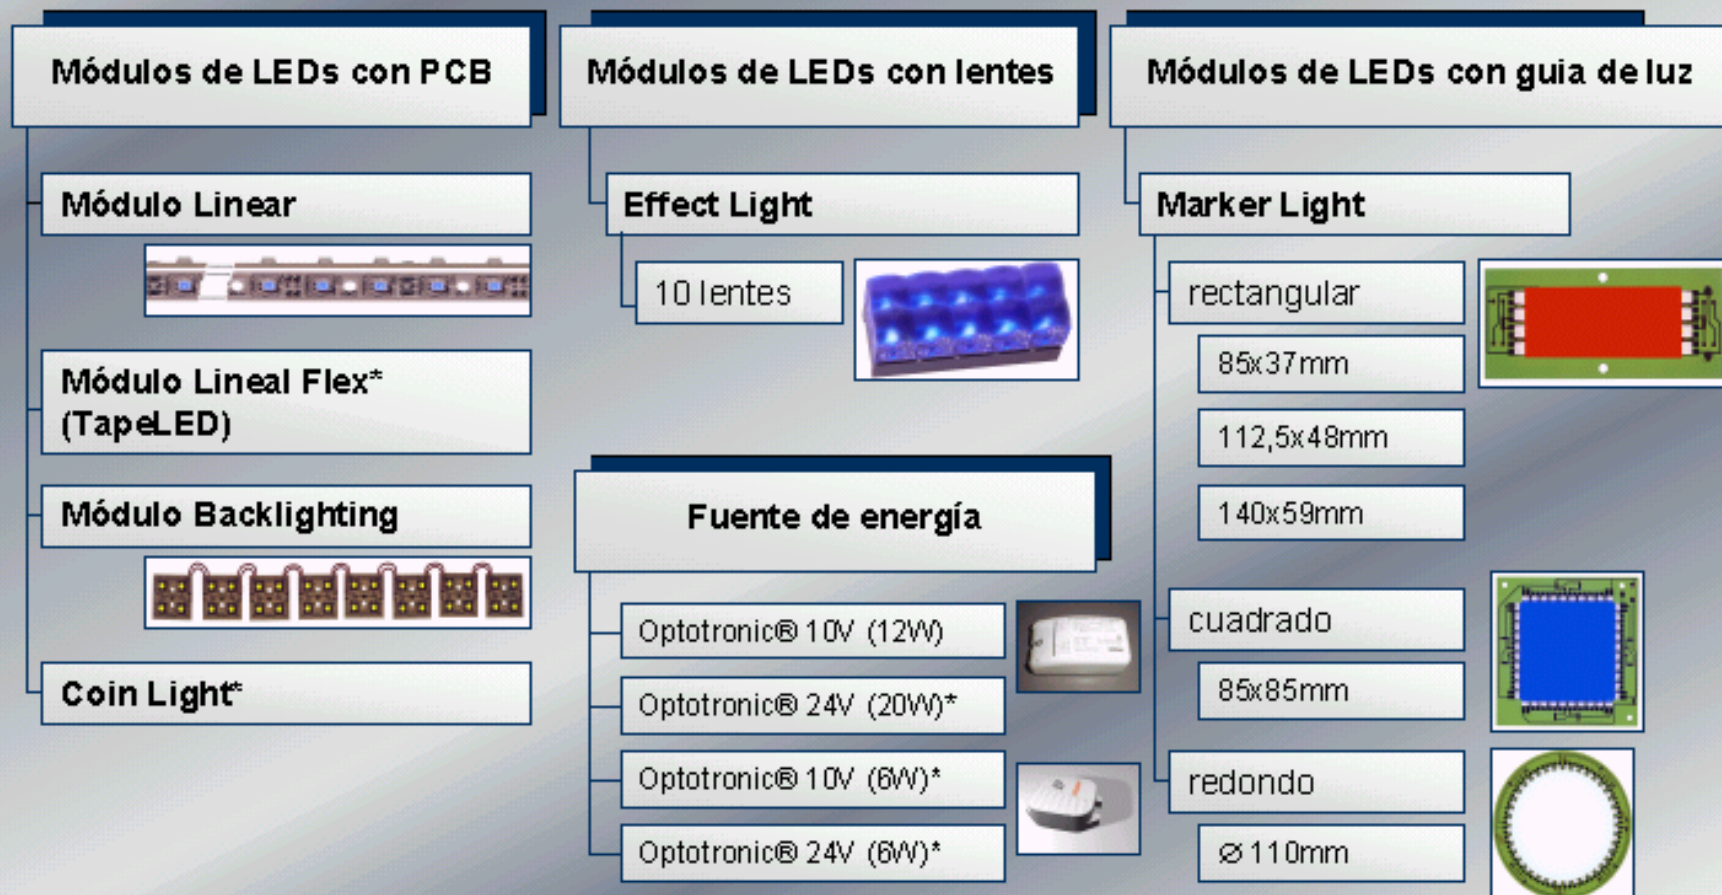 Módulos de LEDs con PCB
Módulo Linear
Módulo Lineal Flex*
(TapeLED)
Módulo Backlighting
Coin Light*
Módulos de LEDs con lentes
Effect Light
10 lentes
Fuente de energía
Optotronic® 10V (12W)
Optotronic® 24V (20W)*
Optotronic® 10V (6W)*
Optotronic® 24V (6W)*
Módulos de LEDs con guia de luz
Marker Light
rectangular
85x37mm
112,5x48mm
140x59mm
cuadrado
85x85mm
redondo
Ø 110mm